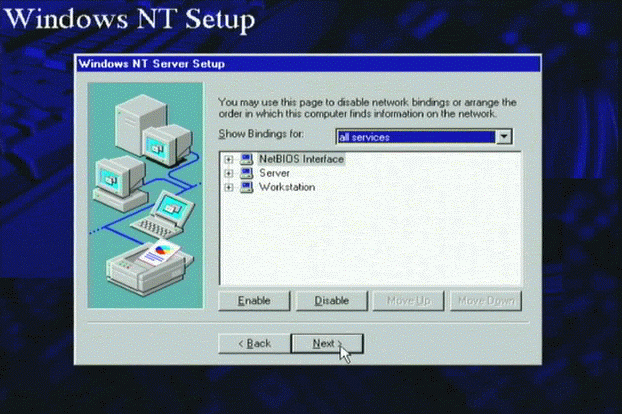 Windows NT Setup
Windows NT Server Setup
You may use this page to disable network bindings or arrange the
order in which this computer finds information on the network.
Show Bindings for:
all services
NetBIOS Interface
Server
Workstation
Enable
Disable
Move Up
Move Down
< Back
Next >